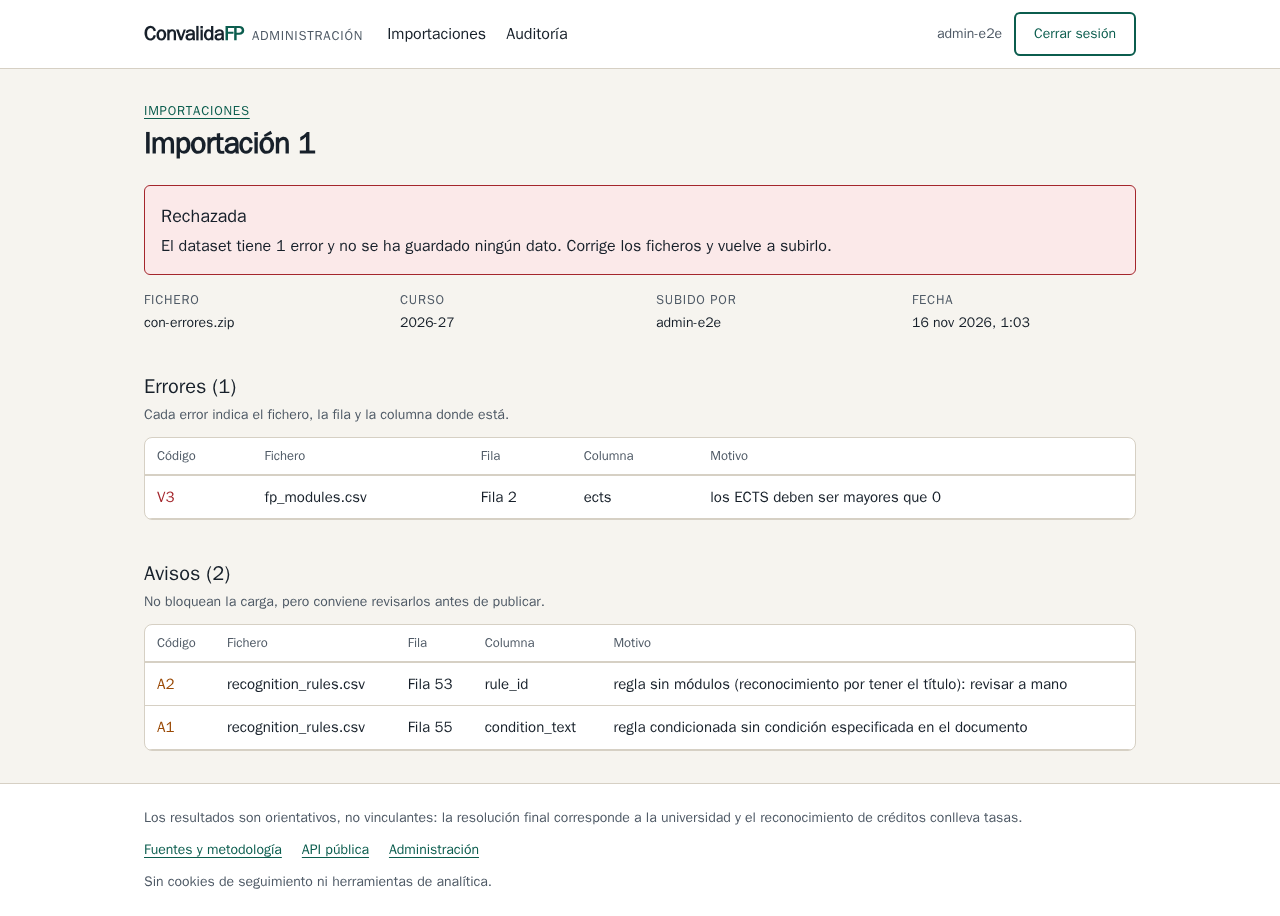 ConvalidaFP ADMINISTRACIÓN Importaciones Auditoría admin-e2e Cerrar sesión
IMPORTACIONES
Importación 1
Rechazada
El dataset tiene 1 error y no se ha guardado ningún dato. Corrige los ficheros y vuelve a subirlo.
FICHERO CURSO SUBIDO POR FECHA
con-errores.zip 2026-27 admin-e2e 16 nov 2026, 1:03
Errores (1)
Cada error indica el fichero, la fila y la columna donde está.
Código Fichero Fila Columna Motivo
V3 fp_modules.csv Fila 2 ects los ECTS deben ser mayores que 0
Avisos (2)
No bloquean la carga, pero conviene revisarlos antes de publicar.
Código Fichero Fila Columna Motivo
A2 recognition_rules.csv Fila 53 rule_id regla sin módulos (reconocimiento por tener el título): revisar a mano
A1 recognition_rules.csv Fila 55 condition_text regla condicionada sin condición especificada en el documento
Los resultados son orientativos, no vinculantes: la resolución final corresponde a la universidad y el reconocimiento de créditos conlleva tasas.
Fuentes y metodología API pública Administración
Sin cookies de seguimiento ni herramientas de analítica.